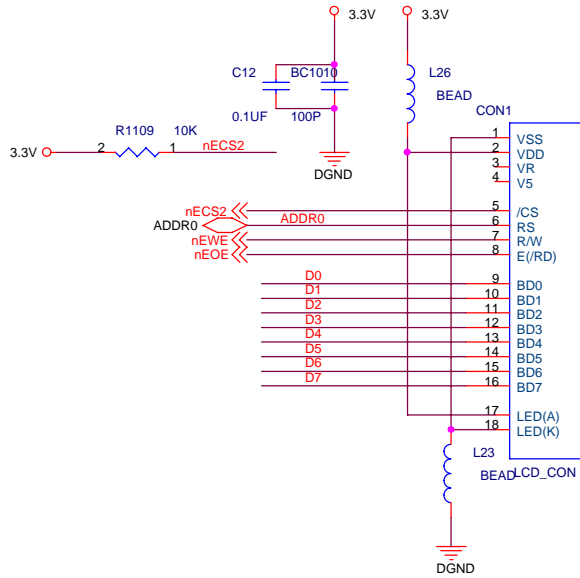 3.3V
3.3V
C12
BC1010
L26
BEAD
0.1UF
100P
CON1
R1109
10K
3.3V
2
1
nECS2
DGND
1
VSS
2
VDD
3
VR
4
V5
nECS2
5
/CS
ADDR0
ADDR0
6
RS
nEWE
7
R/W
nEOE
8
E(/RD)
D0
9
BD0
D1
10
BD1
D2
11
BD2
D3
12
BD3
D4
13
BD4
D5
14
BD5
D6
15
BD6
D7
16
BD7
17
LED(A)
18
LED(K)
L23
BEAD
LCD_CON
DGND